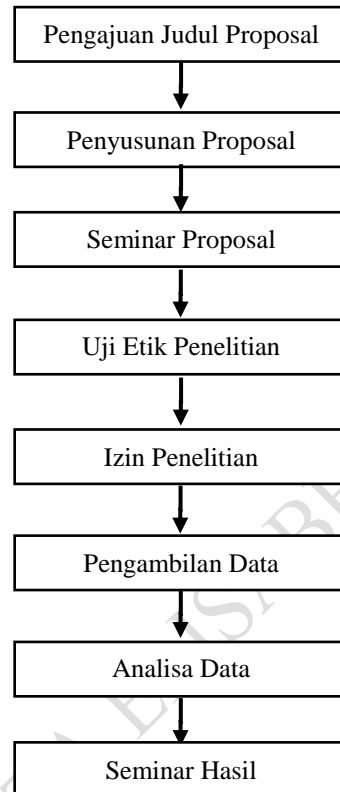 Pengajuan Judul Proposal
Penyusunan Proposal
Seminar Proposal
Uji Etik Penelitian
Izin Penelitian
Pengambilan Data
Analisa Data
Seminar Hasil